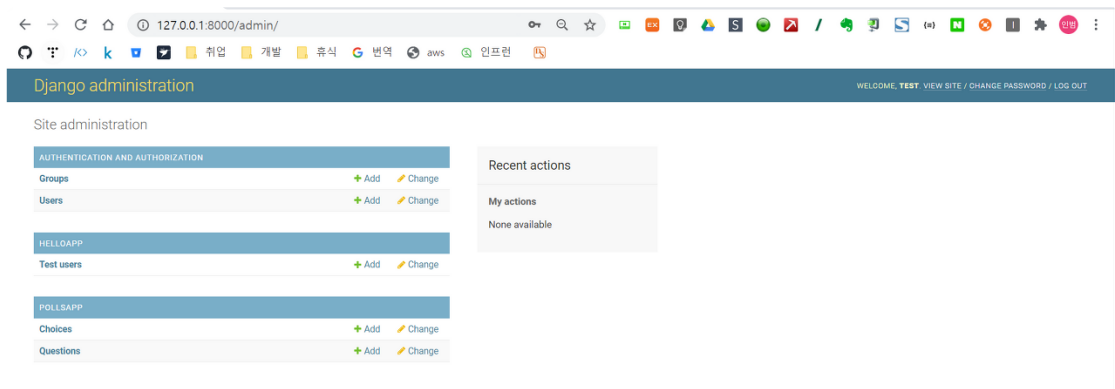 127.0.0.1:8000/admin/
취업 개발 휴식 번역 aws 인프런
Django administration
WELCOME, TEST. VIEW SITE / CHANGE PASSWORD / LOG OUT
Site administration
AUTHENTICATION AND AUTHORIZATION
Groups + Add Change
Users + Add Change
HELLOAPP
Test users + Add Change
POLLSAPP
Choices + Add Change
Questions + Add Change
Recent actions
My actions
None available